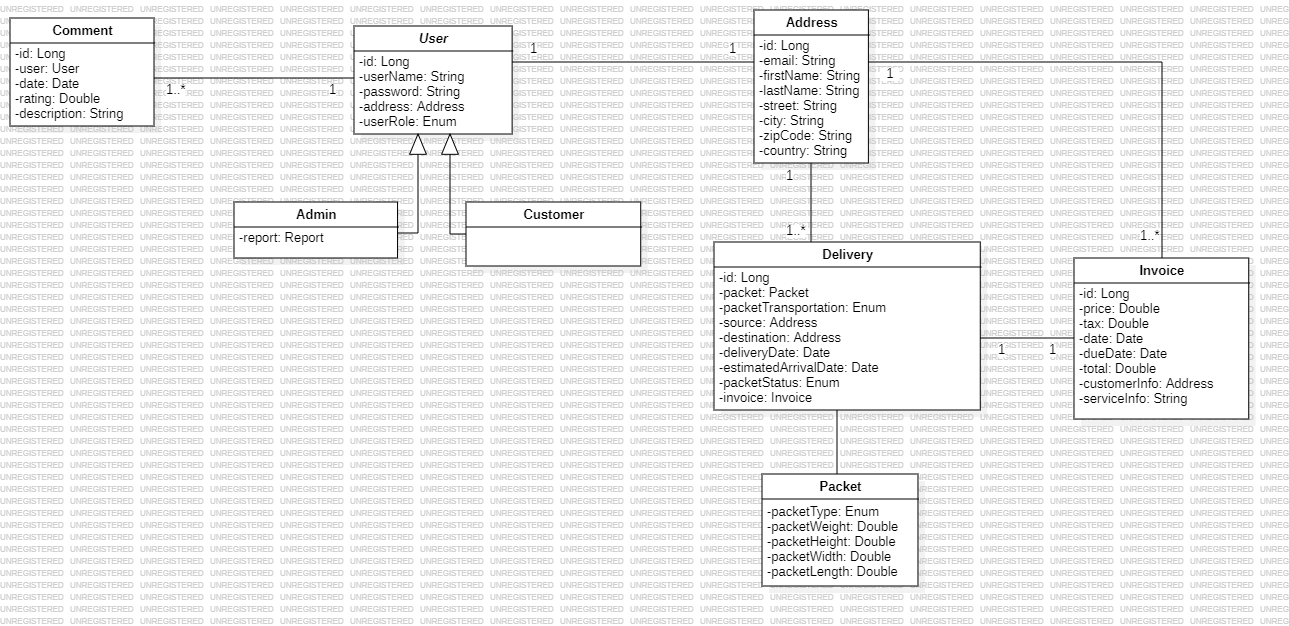 Comment
-id: Long
-user: User
-date: Date
-rating: Double
-description: String
1..*
1
User
-id: Long
-userName: String
-password: String
-address: Address
-userRole: Enum
1
1
Address
-id: Long
-email: String
-firstName: String
-lastName: String
-street: String
-city: String
-zipCode: String
-country: String
1
1
1..*
1..*
Admin
-report: Report
Customer
Delivery
-id: Long
-packet: Packet
-packetTransportation: Enum
-source: Address
-destination: Address
-deliveryDate: Date
-estimatedArrivalDate: Date
-packetStatus: Enum
-invoice: Invoice
1
1
Invoice
-id: Long
-price: Double
-tax: Double
-date: Date
-dueDate: Date
-total: Double
-customerInfo: Address
-serviceInfo: String
Packet
-packetType: Enum
-packetWeight: Double
-packetHeight: Double
-packetWidth: Double
-packetLength: Double
UNREGISTERED